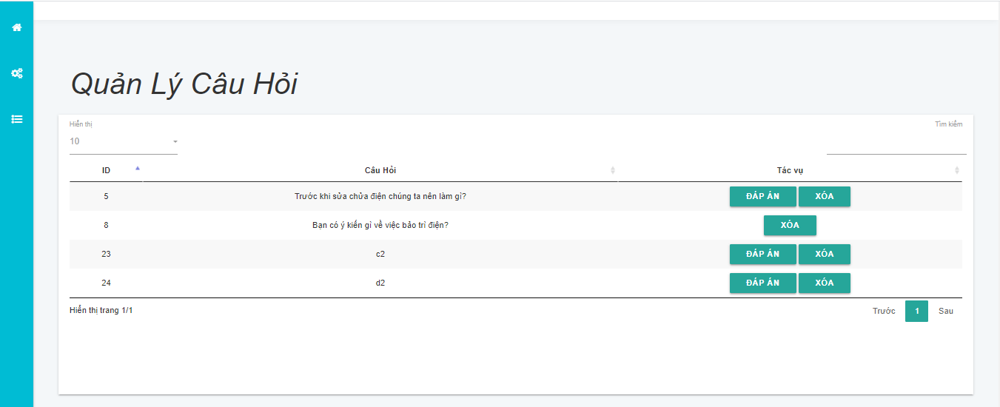 Quản Lý Câu Hỏi
Hiển thị
Tìm kiếm
10
ID Câu Hỏi Tác vụ
5 Trước khi sửa chửa điện chúng ta nên làm gì? ĐÁP ÁN XÓA
8 Bạn có ý kiến gì về việc bảo trì điện? XÓA
23 c2 ĐÁP ÁN XÓA
24 d2 ĐÁP ÁN XÓA
Hiển thị trang 1/1 Trước 1 Sau